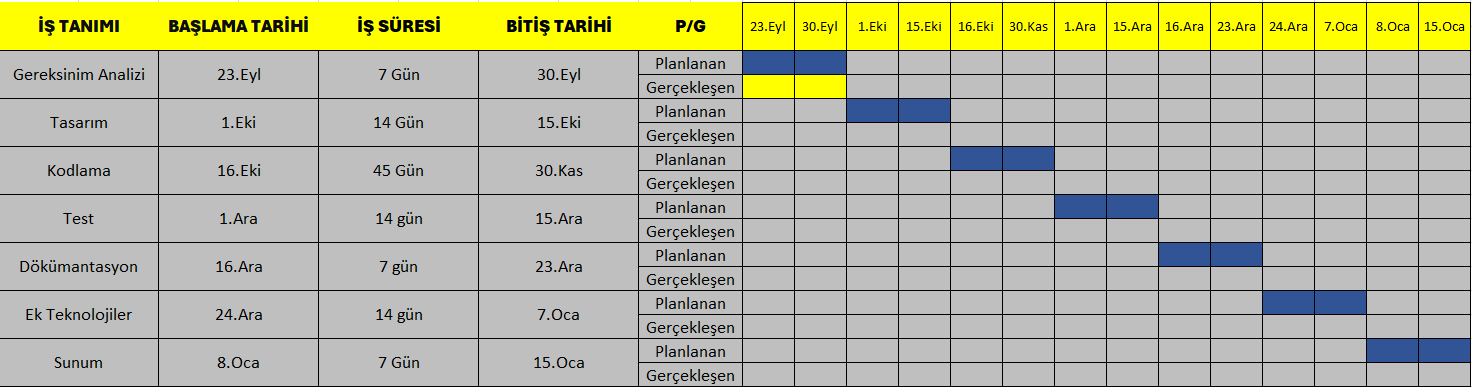 İŞ TANIMI BAŞLAMA TARİHİ İŞ SÜRESİ BİTİŞ TARİHİ P/G 23.Eyl 30.Eyl 1.Eki 15.Eki 16.Eki 30.Kas 1.Ara 15.Ara 16.Ara 23.Ara 24.Ara 7.Oca 8.Oca 15.Oca
Gereksinim Analizi 23.Eyl 7 Gün 30.Eyl Planlanan
Gerçekleşen
Tasarım 1.Eki 14 Gün 15.Eki Planlanan
Gerçekleşen
Kodlama 16.Eki 45 Gün 30.Kas Planlanan
Gerçekleşen
Test 1.Ara 14 gün 15.Ara Planlanan
Gerçekleşen
Dökümantasyon 16.Ara 7 gün 23.Ara Planlanan
Gerçekleşen
Ek Teknolojiler 24.Ara 14 gün 7.Oca Planlanan
Gerçekleşen
Sunum 8.Oca 7 Gün 15.Oca Planlanan
Gerçekleşen